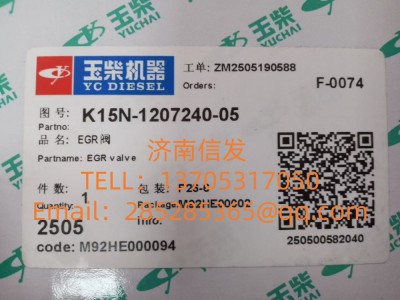 玉柴
YUCHAI
玉柴机器
YC DIESEL
工单: ZM2505190588
Orders:
F-0074
图号: K15N-1207240-05
Partno:
品名: EGR阀
Partname: EGR valve
济南信发
件数: 1
包装: P28-C
TELL: 13705317050
Quantity:
Package: M92HE00002
Email: 285285365@qq.com
Info:
2505
code: M92HE000094
250500582040